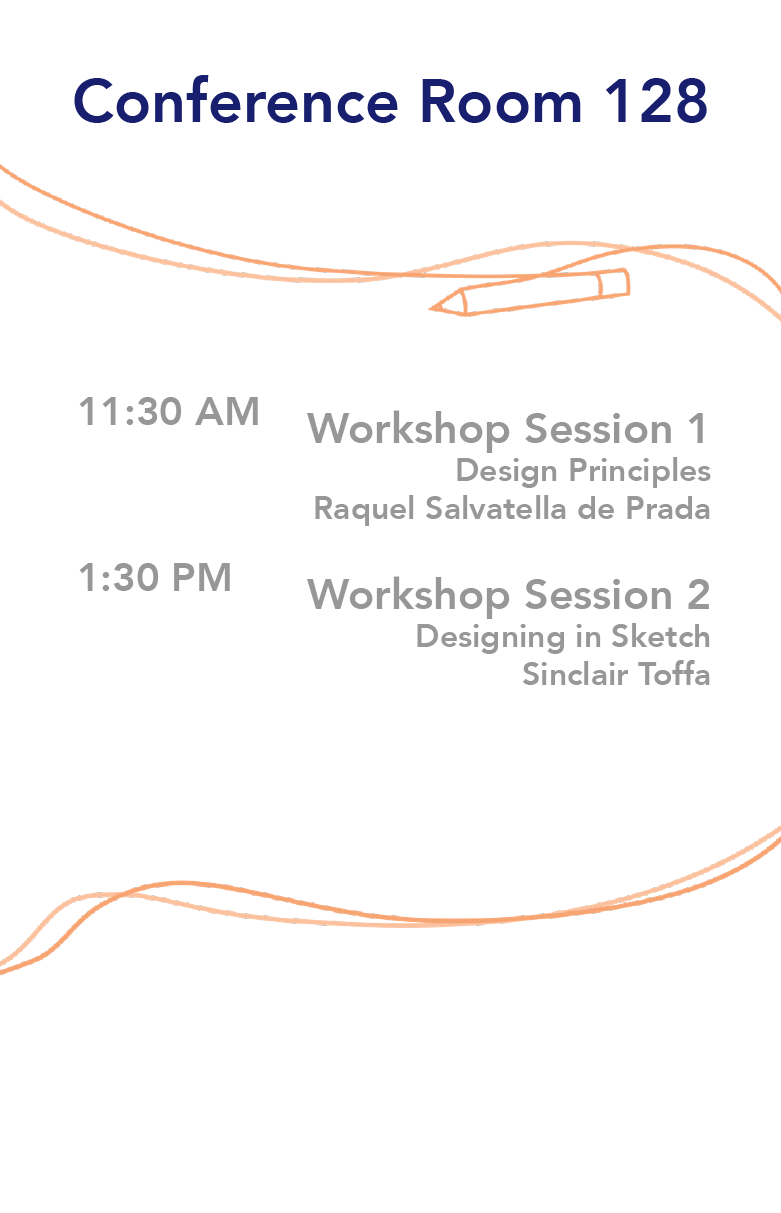 Conference Room 128
11:30 AM
Workshop Session 1
Design Principles
Raquel Salvatella de Prada
1:30 PM
Workshop Session 2
Designing in Sketch
Sinclair Toffa